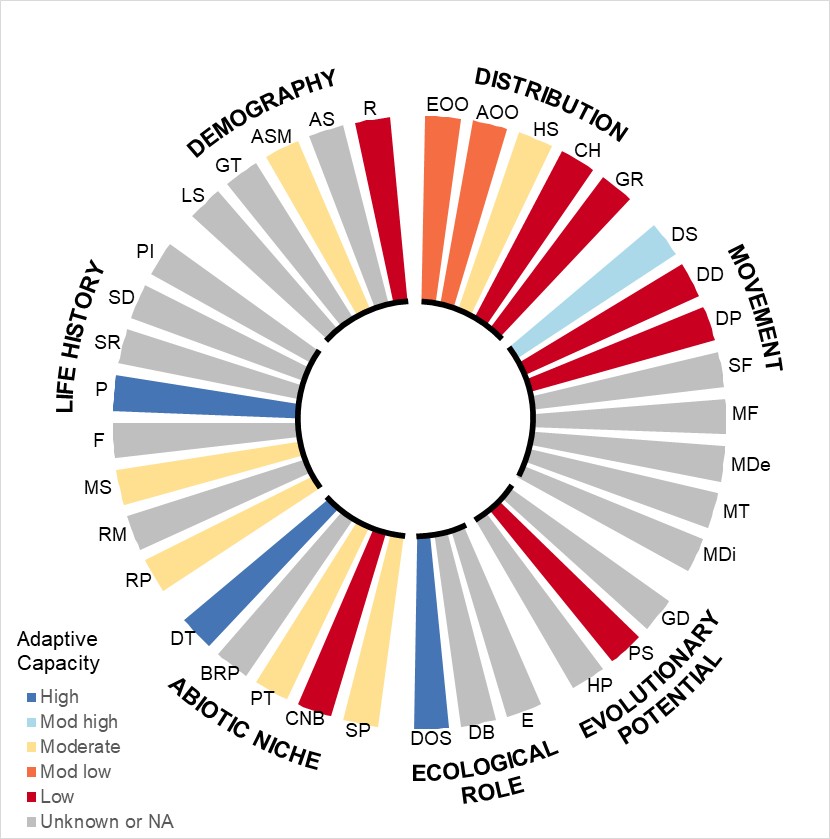 DISTRIBUTION
EOO
AOO
HS
CH
GR
MOVEMENT
DS
DD
DP
SF
MF
MDe
MT
MDi
EVOLUTIONARY
POTENTIAL
GD
PS
HP
ECOLOGICAL
ROLE
E
DB
DOS
ABIOTIC NICHE
SP
CNB
PT
BRP
DT
LIFE HISTORY
RP
RM
MS
F
P
SR
SD
PI
DEMOGRAPHY
LS
GT
ASM
AS
R
Adaptive
Capacity
High
Mod high
Moderate
Mod low
Low
Unknown or NA